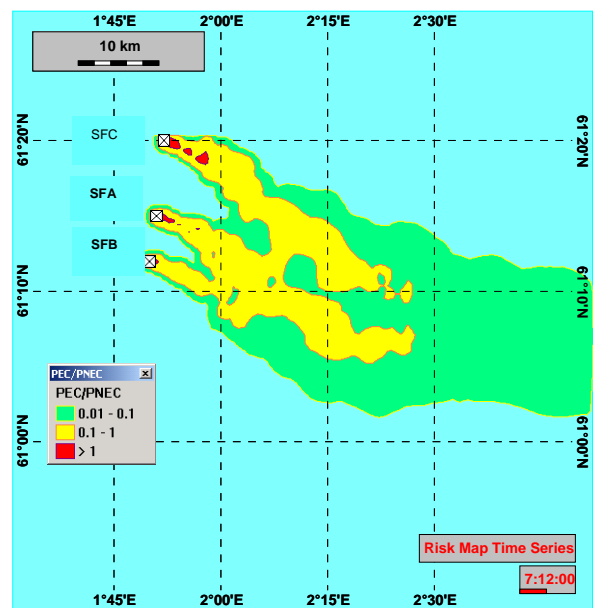 1°45'E 2°00'E 2°15'E 2°30'E
10 km
61°20'N 61°20'N
SFC
SFA
SFB
61°10'N 61°10'N
PEC/PNEC
PEC/PNEC
0.01 - 0.1
0.1 - 1
> 1
61°00'N 61°00'N
Risk Map Time Series
7:12:00
1°45'E 2°00'E 2°15'E 2°30'E